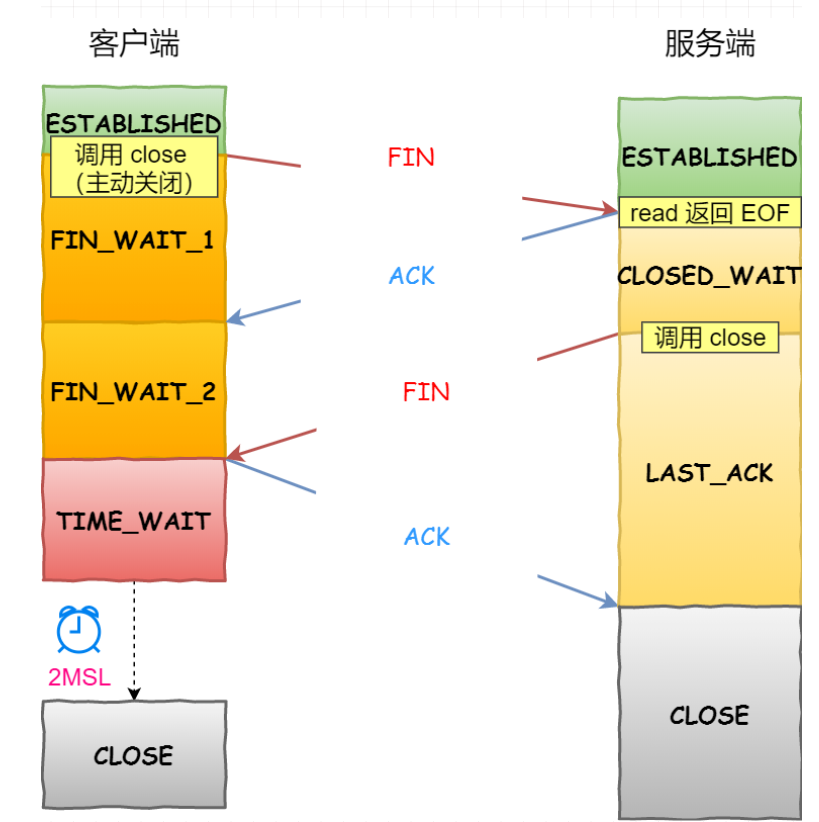 客户端
服务端
ESTABLISHED
调用 close
（主动关闭）
FIN
ESTABLISHED
read 返回 EOF
FIN_WAIT_1
ACK
CLOSED_WAIT
调用 close
FIN_WAIT_2
FIN
LAST_ACK
TIME_WAIT
ACK
2MSL
CLOSE
CLOSE